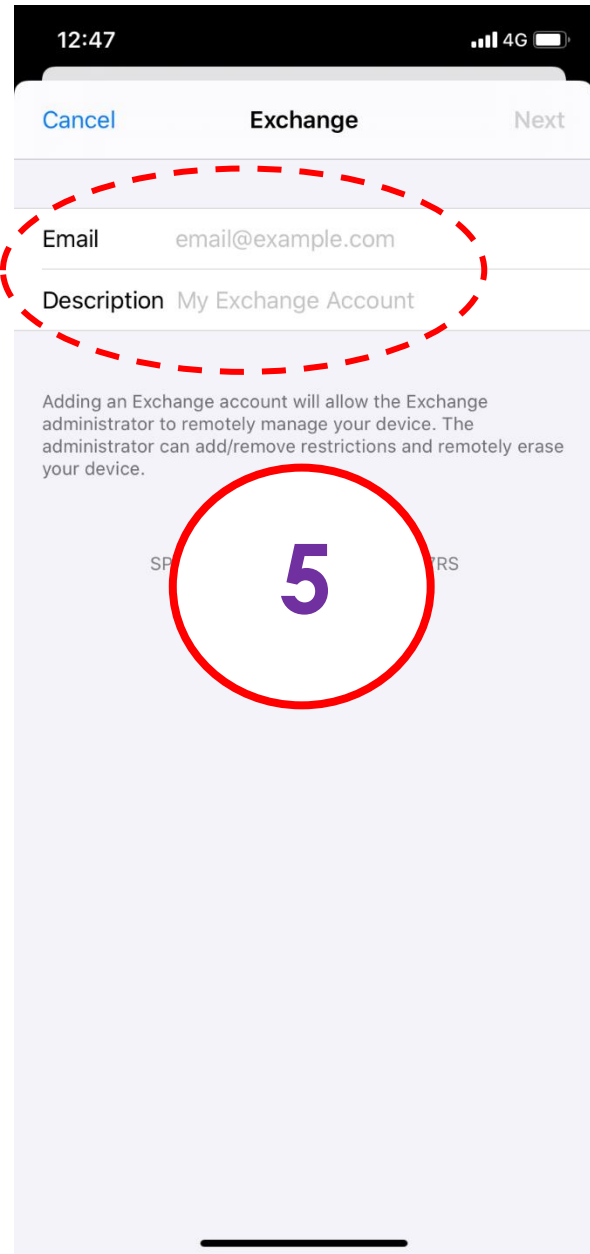 12:47 4G
Cancel Exchange Next
Email email@example.com
Description My Exchange Account
Adding an Exchange account will allow the Exchange
administrator to remotely manage your device. The
administrator can add/remove restrictions and remotely erase
your device.
5